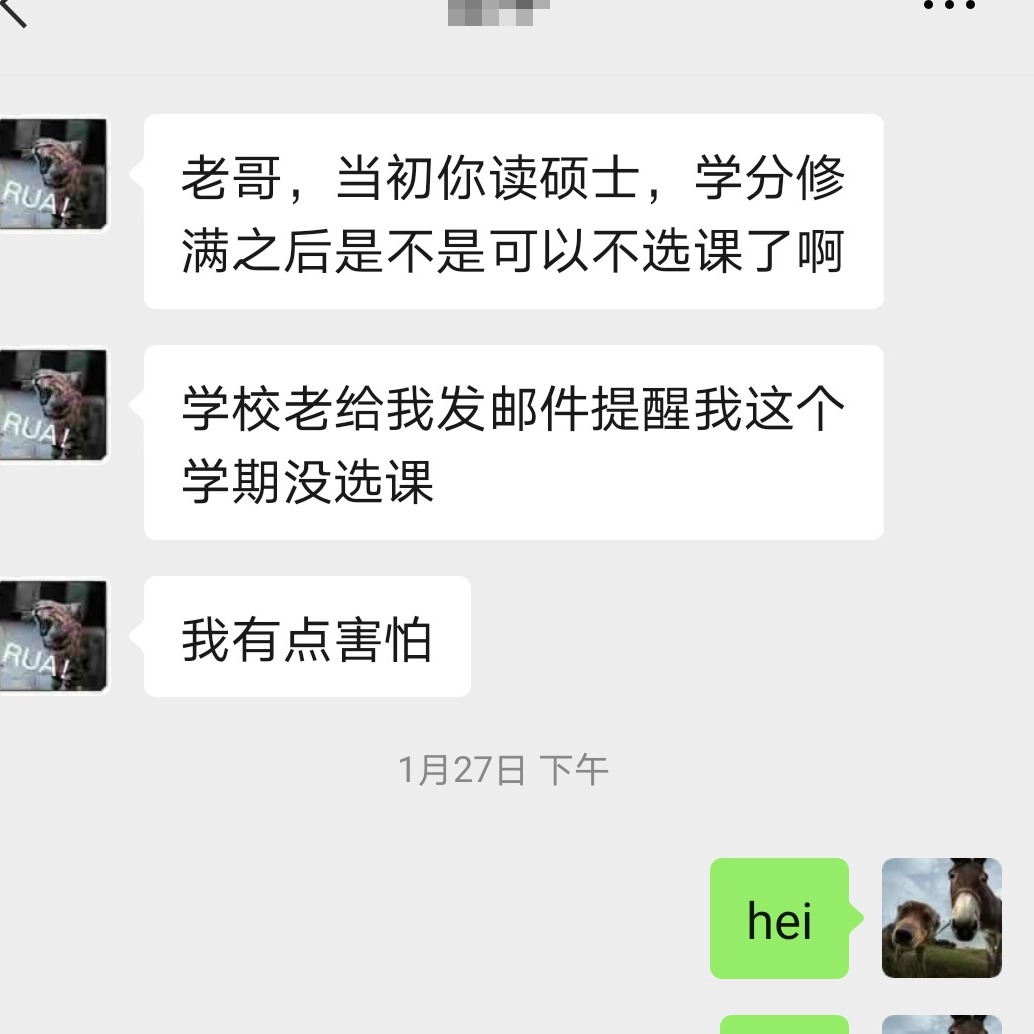 RUA!
老哥，当初你读硕士，学分修
满之后是不是可以不选课了啊
RUA!
学校老给我发邮件提醒我这个
学期没选课
RUA!
我有点害怕
1月27日 下午
hei